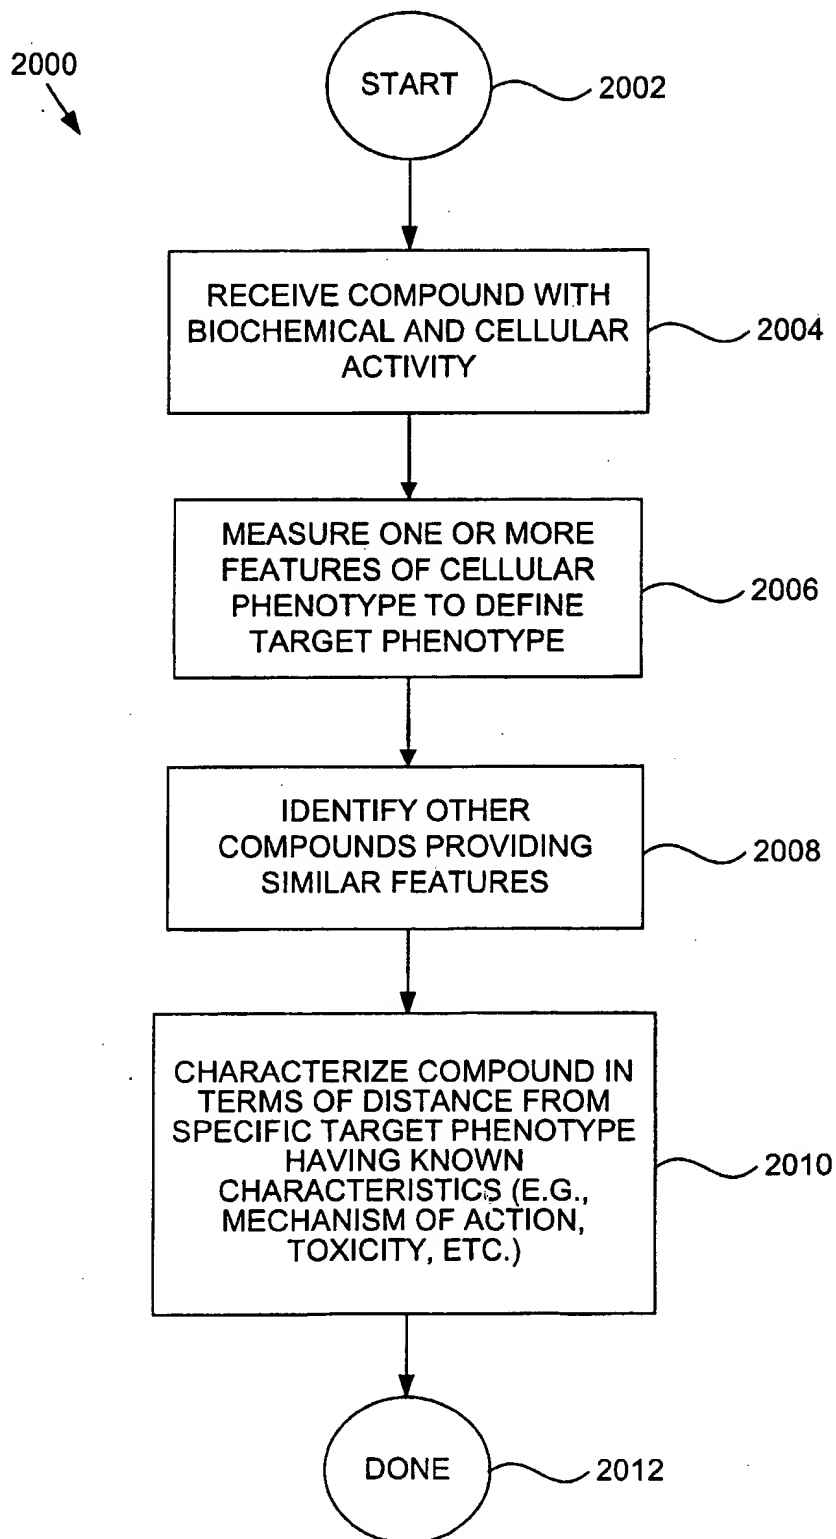 2000
START
2002
RECEIVE COMPOUND WITH
BIOCHEMICAL AND CELLULAR
ACTIVITY
2004
MEASURE ONE OR MORE
FEATURES OF CELLULAR
PHENOTYPE TO DEFINE
TARGET PHENOTYPE
2006
IDENTIFY OTHER
COMPOUNDS PROVIDING
SIMILAR FEATURES
2008
CHARACTERIZE COMPOUND IN
TERMS OF DISTANCE FROM
SPECIFIC TARGET PHENOTYPE
HAVING KNOWN
CHARACTERISTICS (E.G.,
MECHANISM OF ACTION,
TOXICITY, ETC.)
2010
DONE
2012